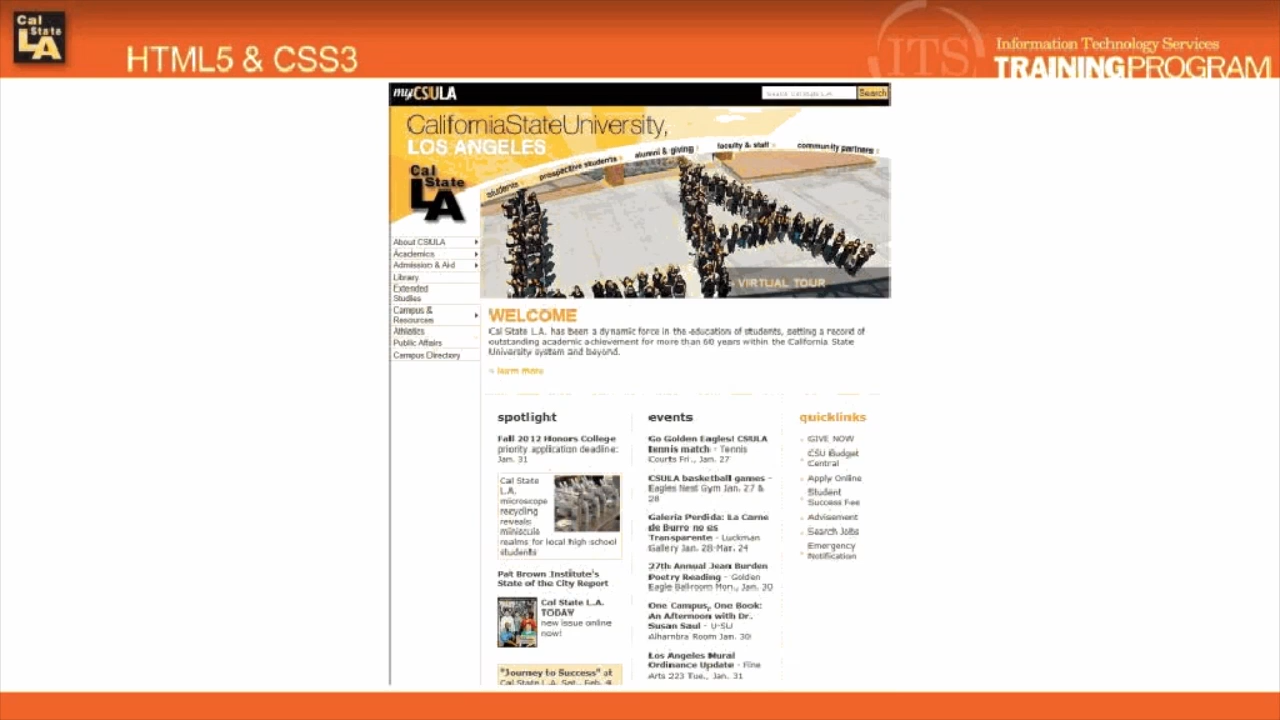 Cal
State
LA
HTML5 & CSS3
ITS
Information Technology Services
TRAINING PROGRAM
myCSULA
Search
CaliforniaStateUniversity,
LOS ANGELES
Cal
State
LA
students
prospective students
alumni & giving
faculty & staff
community partners
» VIRTUAL TOUR
About CSULA
Academics
Admission & Aid
Library
Extended
Studies
Campus &
Resources
Athletics
Public Affairs
Campus Directory
WELCOME
Cal State L.A. has been a dynamic force in the education of students, setting a record of
outstanding academic achievement for more than 60 years within the California State
University system and beyond.
» learn more
spotlight
Fall 2012 Honors College
priority application deadline:
Jan. 31
Cal State
L.A.
microscope
recycling
reveals
miniscule
realms for local high school
students
Pat Brown Institute's
State of the City Report
Cal State L.A.
TODAY
new issue online
now!
"Journey to Success" at
Cal State L.A. Sat., Feb. 4
events
Go Golden Eagles! CSULA
tennis match - Tennis
Courts Fri., Jan. 27
CSULA basketball games -
Eagles Nest Gym Jan. 27 &
28
Galeria Perdida: La Carne
de Burro no es
Transparente - Luckman
Gallery Jan. 28-Mar. 24
27th Annual Jean Burden
Poetry Reading - Golden
Eagle Ballroom Mon., Jan. 30
One Campus, One Book:
An Afternoon with Dr.
Susan Saul - U-SU
Alhambra Room Jan. 30
Los Angeles Mural
Ordinance Update - Fine
Arts 223 Tue., Jan. 31
quicklinks
GIVE NOW
CSU Budget
Central
Apply Online
Student
Success Fee
Advisement
Search Jobs
Emergency
Notification